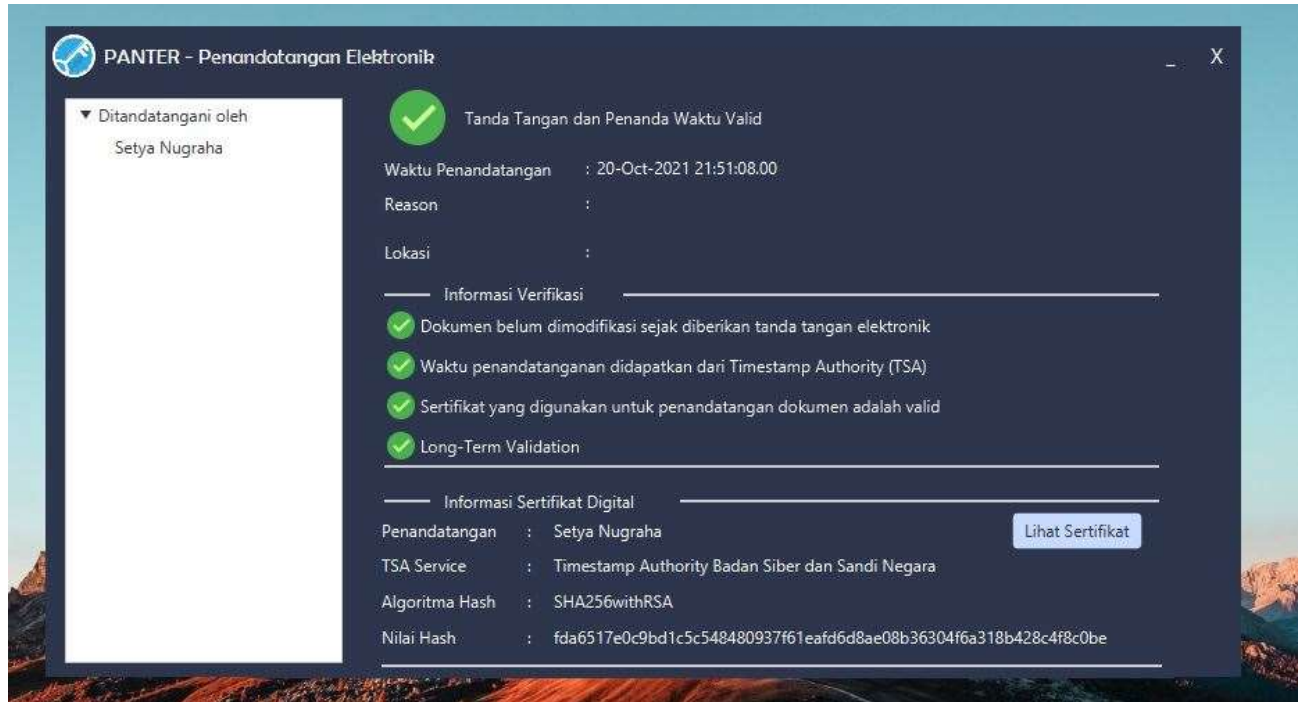 PANTER - Penandatangan Elektronik
_ X
Ditandatangani oleh
Setya Nugraha
Tanda Tangan dan Penanda Waktu Valid
Waktu Penandatangan : 20-Oct-2021 21:51:08.00
Reason :
Lokasi :
Informasi Verifikasi
Dokumen belum dimodifikasi sejak diberikan tanda tangan elektronik
Waktu penandatanganan didapatkan dari Timestamp Authority (TSA)
Sertifikat yang digunakan untuk penandatangan dokumen adalah valid
Long-Term Validation
Informasi Sertifikat Digital
Penandatangan : Setya Nugraha
Lihat Sertifikat
TSA Service : Timestamp Authority Badan Siber dan Sandi Negara
Algoritma Hash : SHA256withRSA
Nilai Hash : fda6517e0c9bd1c5c548480937f61eafd6d8ae08b36304f6a318b428c4f8c0be